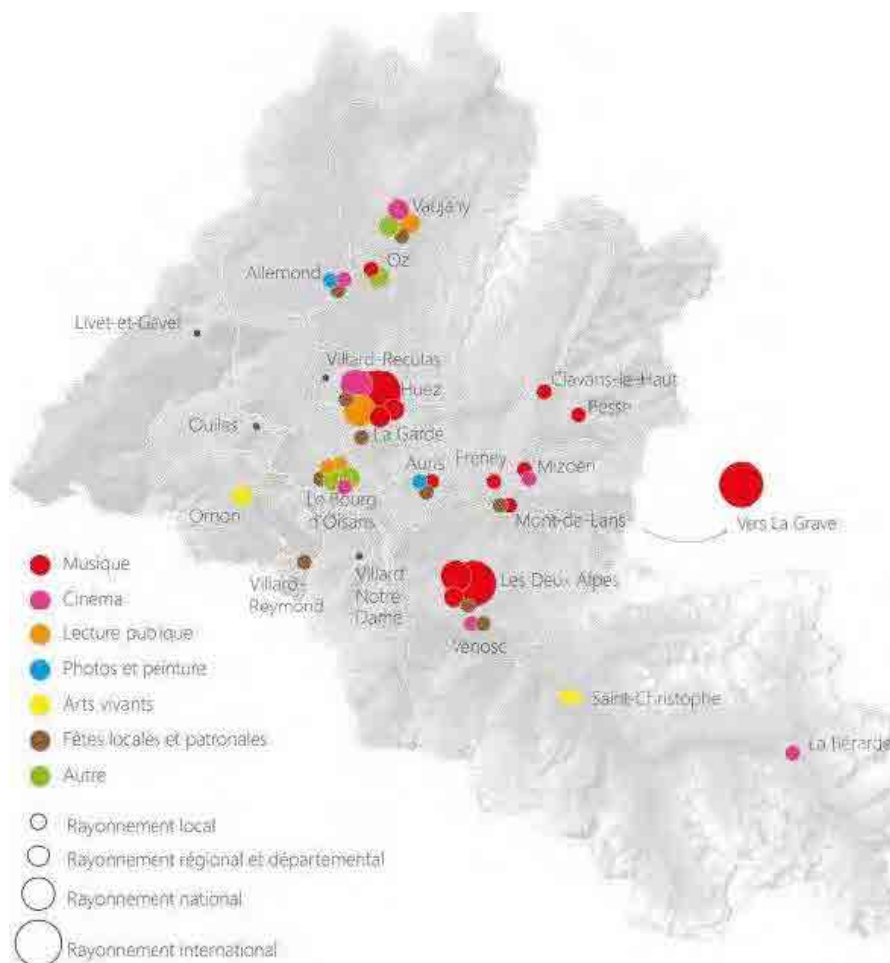 Vaujany
Oz
Allemond
Livet-et-Gavet
Villard-Reculas
Huez
Clavans-le-Haut
Besse
Oulles
La Garde
Auris
Freney
Mizoën
Ornon
Le Bourg
d'Oisans
Mont-de-Lans
Vers La Grave
Musique
Villard-
Reymond
Villard
Notre
Dame
Les Deux Alpes
Cinema
Lecture publique
Venosc
Photos et peinture
Arts vivants
Saint-Christophe
Fêtes locales et patronales
La Bérarde
Autre
Rayonnement local
Rayonnement régional et départemental
Rayonnement national
Rayonnement international